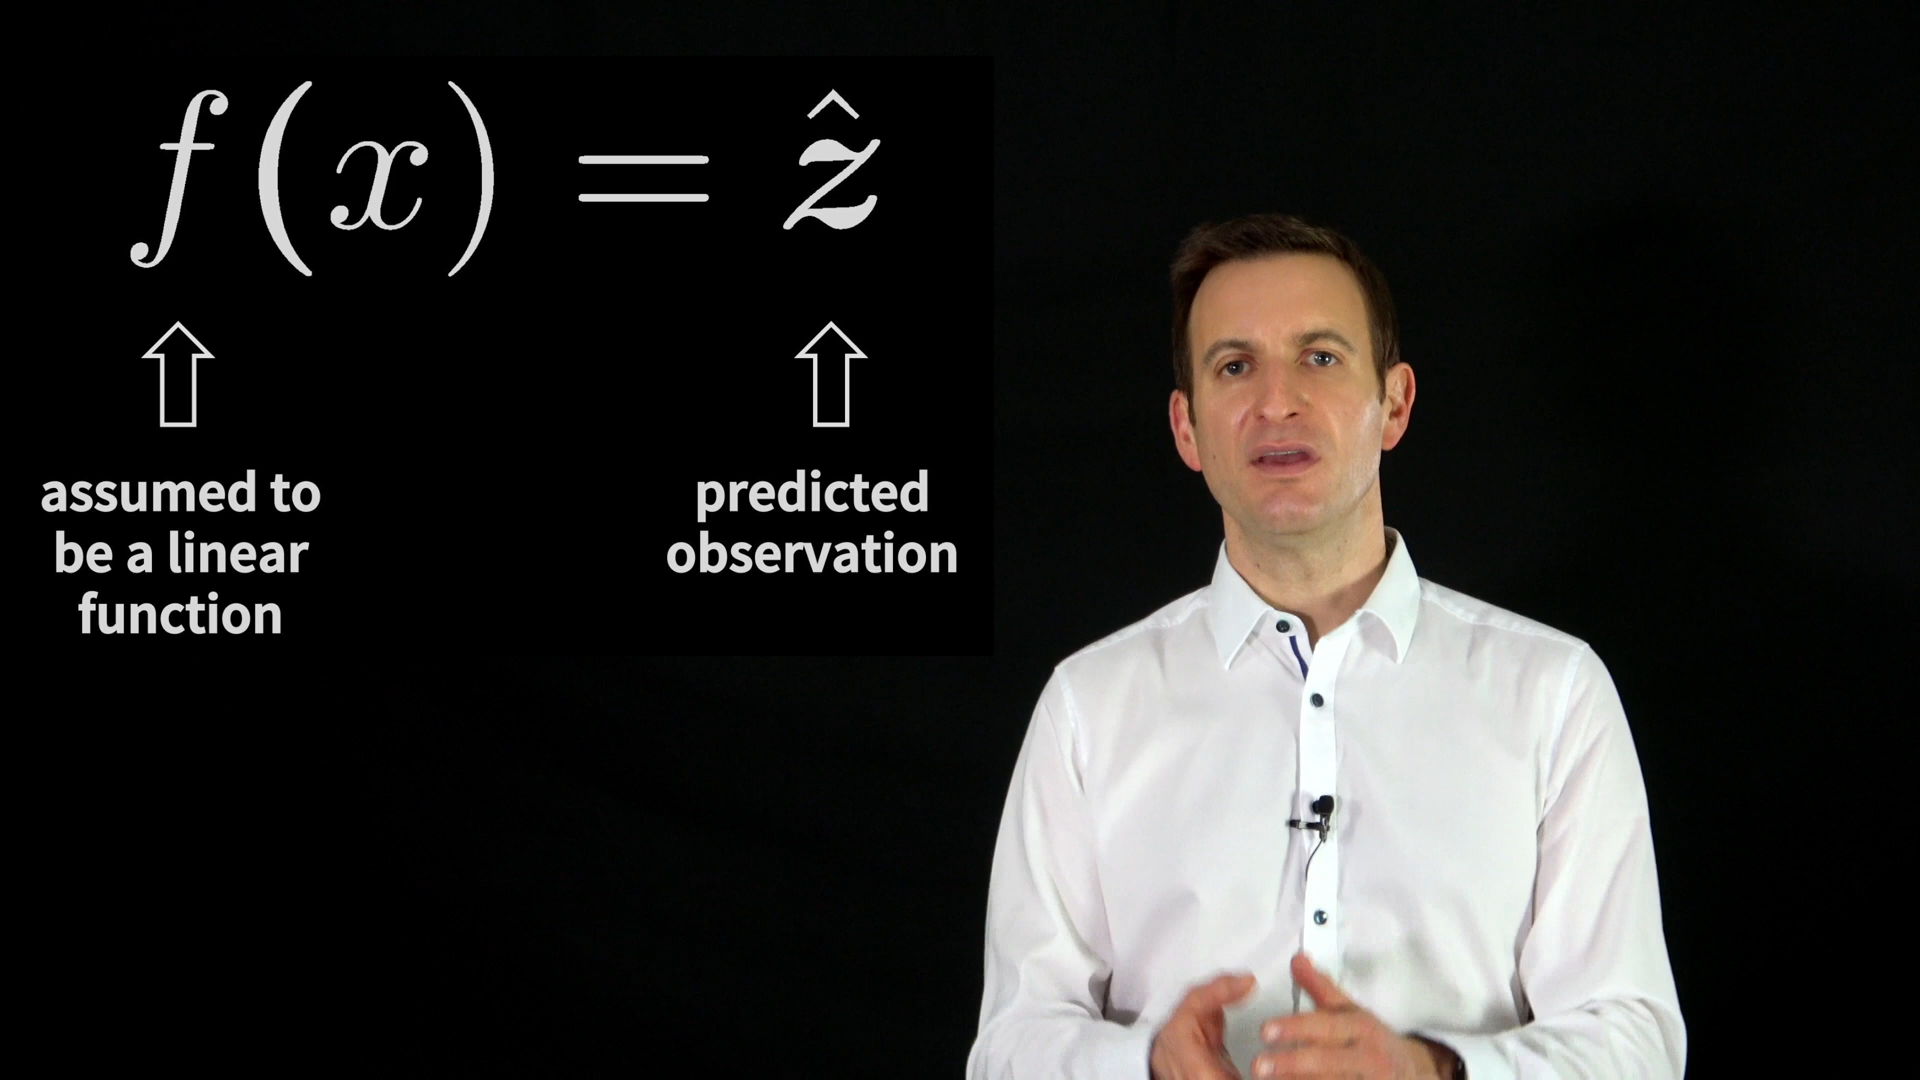 f(x) = ẑ
assumed to
be a linear
function
predicted
observation